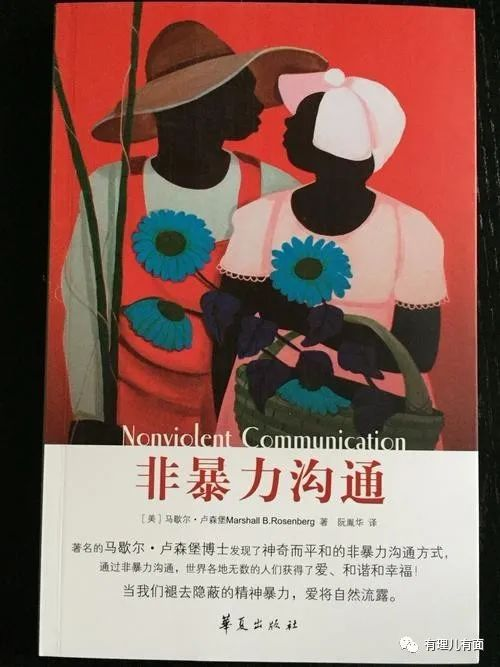 Nonviolent Communication
非暴力沟通
［美］马歇尔·卢森堡Marshall B.Rosenberg 著 阮胤华 译
著名的马歇尔·卢森堡博士发现了神奇而平和的非暴力沟通方式，
通过非暴力沟通，世界各地无数的人们获得了爱、和谐和幸福！
当我们褪去隐蔽的精神暴力，爱将自然流露。
华夏出版社
有理儿有面